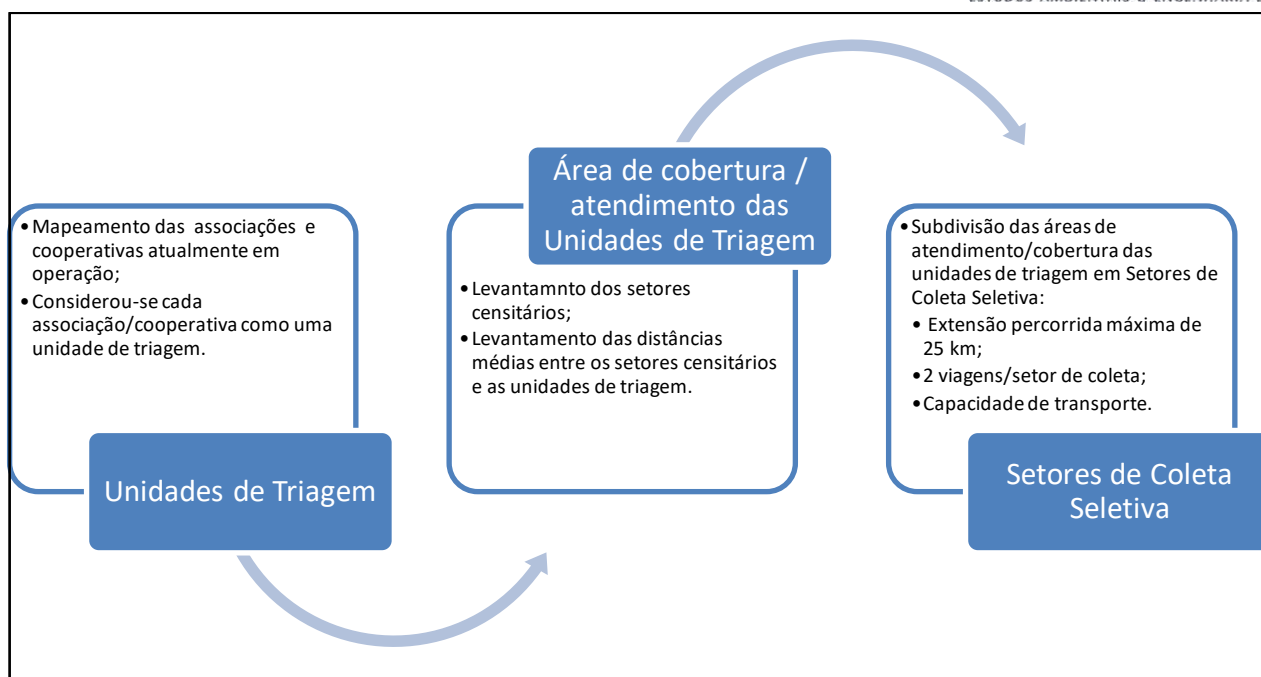 • Mapeamento das associações e
cooperativas atualmente em
operação;
• Considerou-se cada
associação/cooperativa como uma
unidade de triagem.
Unidades de Triagem
Área de cobertura /
atendimento das
Unidades de Triagem
• Levantamnto dos setores
censitários;
• Levantamento das distâncias
médias entre os setores censitários
e as unidades de triagem.
• Subdivisão das áreas de
atendimento/cobertura das
unidades de triagem em Setores de
Coleta Seletiva:
• Extensão percorrida máxima de
25 km;
• 2 viagens/setor de coleta;
• Capacidade de transporte.
Setores de Coleta
Seletiva